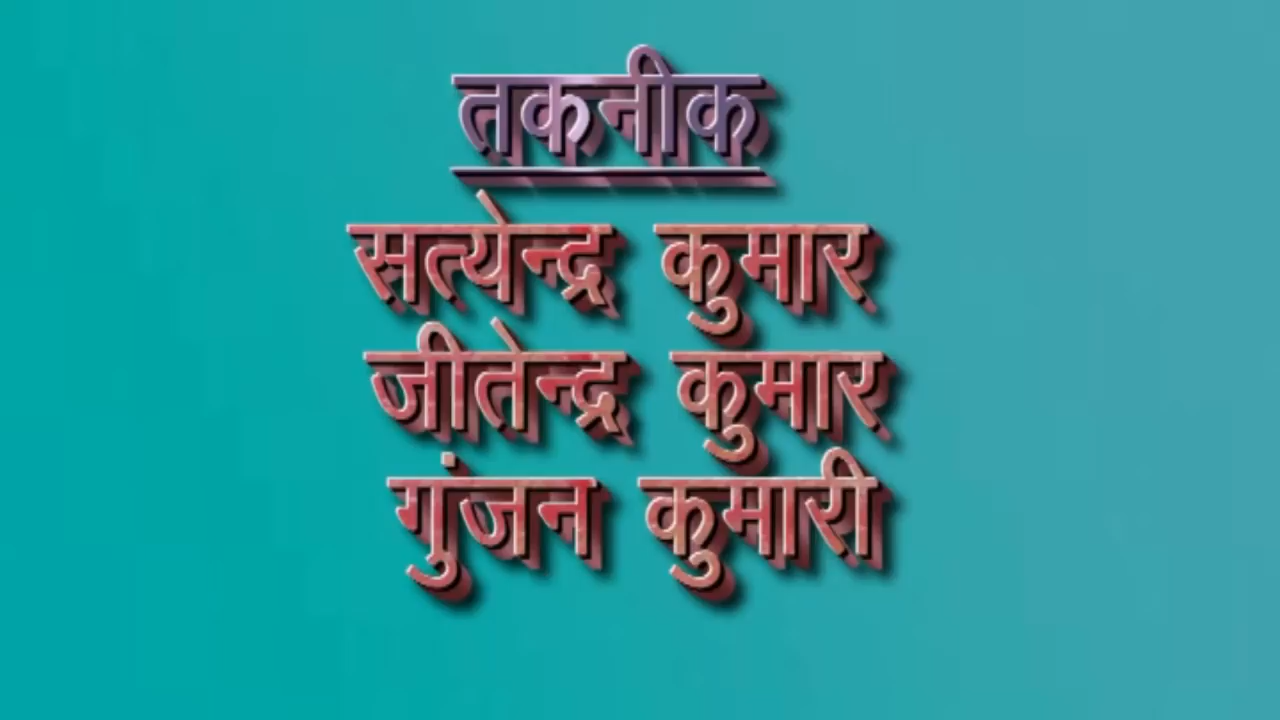 तकनीक
सत्येन्द्र कुमार
जीतेन्द्र कुमार
गुंजन कुमारी